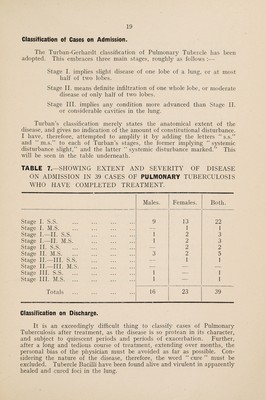 19
Classification of Cases on Admission.
The Turban-Gerhardt classification of Pulmonary Tubercle has been
adopted. This embraces three main stages, roughly as follows :—
Stage I. implies slight disease of one lobe of a lung, or at most
half of two lobes.
Stage II. means definite infiltration of one whole lobe, or moderate
disease of only half of two lobes.
Stage III. implies any condition more advanced than Stage II.
or considerable cavities in the lung.
Turban's classification merely states the anatomical extent of the
disease, and gives no indication of the amount of constitutional disturbance.
I have, therefore, attempted to amplify it by adding the letters "s.s."
and "m.s." to each of Turban's stages, the former implying "systemic
disturbance slight," and the latter "systemic disturbance marked." This
will be seen in the table underneath.
TABLE 7.—SHOWING EXTENT AND SEVERITY OF DISEASE
ON ADMISSION IN 39 CASES OF PULMONARY TUBERCULOSIS
WHO HAVE COMPLETED TREATMENT.
Males. Females. Both.
Stage I. S.S. ... 9 13 22
Stage I. M.S. ... — 1 1
Stage I.—II. S.S. ... 1 2 3
Stage I.—II. M.S. ... 1 2 3
Stage II. S.S. ... — 2 2
Stage II. M.S. ... 3 2 5
Stage II.—III. S.S. ... — 1 1
Stage II.—III. M.S. ... — — —
Stage III. S.S. ... 1 — 1
Stage III. M.S. ... 1 — 1
Totals ... 16 23 39
Classification on Discharge.
It is an exceedingly difficult thing to classify cases of Pulmonary
Tuberculosis after treatment, as the disease is so protean in its character,
and subject to quiescent periods and periods of exacerbation. Further,
after a long and tedious course of treatment, extending over months, the
personal bias of the physician must be avoided as far as possible. Con-
sidering the nature of the disease, therefore, the word "cure" must be
excluded. Tubercle Bacilli have been found alive and virulent in apparently
healed and cured foci in the lung.